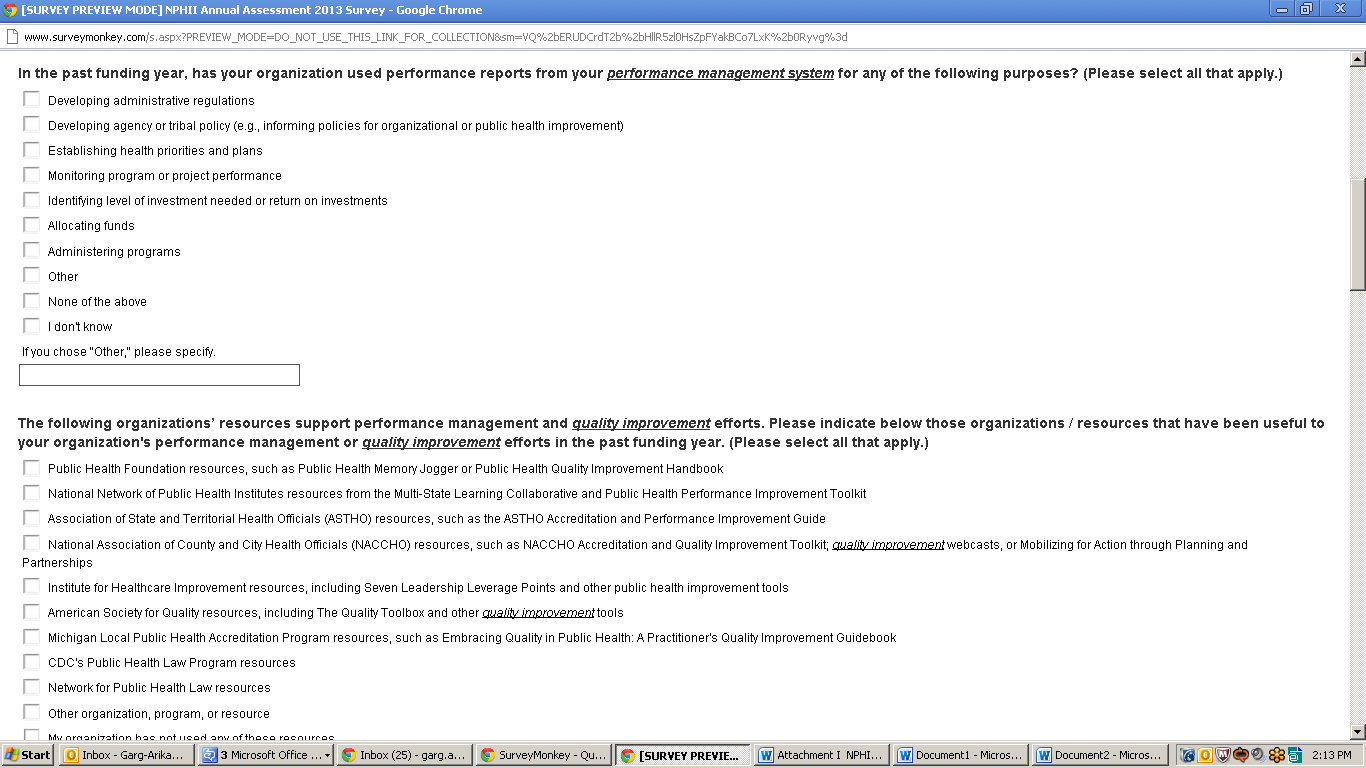 [SURVEY PREVIEW MODE] NPHII Annual Assessment 2013 Survey - Google Chrome
www.surveymonkey.com/s.aspx?PREVIEW_MODE=DO_NOT_USE_THIS_LINK_FOR_COLLECTION&sm=VQ%2bERUDCrdT2b%2bHllR5zl0HsZpFYakBCo7LxK%2b0Ryvg%3d
In the past funding year, has your organization used performance reports from your performance management system for any of the following purposes? (Please select all that apply.)
Developing administrative regulations
Developing agency or tribal policy (e.g., informing policies for organizational or public health improvement)
Establishing health priorities and plans
Monitoring program or project performance
Identifying level of investment needed or return on investments
Allocating funds
Administering programs
Other
None of the above
I don't know
If you chose "Other," please specify.
The following organizations' resources support performance management and quality improvement efforts. Please indicate below those organizations / resources that have been useful to
your organization's performance management or quality improvement efforts in the past funding year. (Please select all that apply.)
Public Health Foundation resources, such as Public Health Memory Jogger or Public Health Quality Improvement Handbook
National Network of Public Health Institutes resources from the Multi-State Learning Collaborative and Public Health Performance Improvement Toolkit
Association of State and Territorial Health Officials (ASTHO) resources, such as the ASTHO Accreditation and Performance Improvement Guide
National Association of County and City Health Officials (NACCHO) resources, such as NACCHO Accreditation and Quality Improvement Toolkit; quality improvement webcasts, or Mobilizing for Action through Planning and
Partnerships
Institute for Healthcare Improvement resources, including Seven Leadership Leverage Points and other public health improvement tools
American Society for Quality resources, including The Quality Toolbox and other quality improvement tools
Michigan Local Public Health Accreditation Program resources, such as Embracing Quality in Public Health: A Practitioner's Quality Improvement Guidebook
CDC's Public Health Law Program resources
Network for Public Health Law resources
Other organization, program, or resource
My organization has not used any of these resources
Start Inbox - Garg-Arika... 3 Microsoft Office ... Inbox (25) - garg.a... SurveyMonkey - Qu... [SURVEY PREVIE... Attachment I NPHI... Document1 - Micros... Document2 - Micros... 2:13 PM